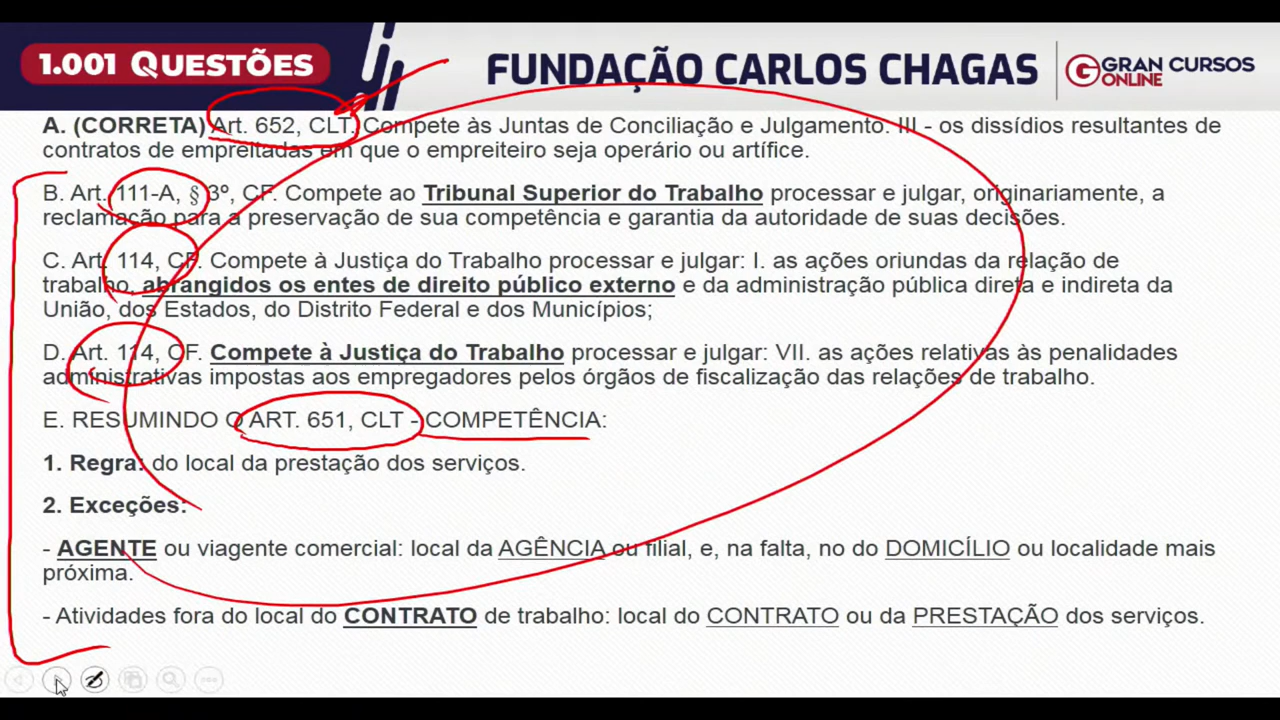 1.001 QUESTÕES
FUNDAÇÃO CARLOS CHAGAS
GRAN CURSOS
ONLINE
A. (CORRETA) Art. 652, CLT. Compete às Juntas de Conciliação e Julgamento. III - os dissídios resultantes de
contratos de empreitadas em que o empreiteiro seja operário ou artífice.
B. Art. 111-A, § 3º, CF. Compete ao Tribunal Superior do Trabalho processar e julgar, originariamente, a
reclamação para a preservação de sua competência e garantia da autoridade de suas decisões.
C. Art. 114, CF. Compete à Justiça do Trabalho processar e julgar: I. as ações oriundas da relação de
trabalho, abrangidos os entes de direito público externo e da administração pública direta e indireta da
União, dos Estados, do Distrito Federal e dos Municípios;
D. Art. 114, CF. Compete à Justiça do Trabalho processar e julgar: VII. as ações relativas às penalidades
administrativas impostas aos empregadores pelos órgãos de fiscalização das relações de trabalho.
E. RESUMINDO O ART. 651, CLT - COMPETÊNCIA:
1. Regra: do local da prestação dos serviços.
2. Exceções:
- AGENTE ou viagente comercial: local da AGÊNCIA ou filial, e, na falta, no do DOMICÍLIO ou localidade mais
próxima.
- Atividades fora do local do CONTRATO de trabalho: local do CONTRATO ou da PRESTAÇÃO dos serviços.